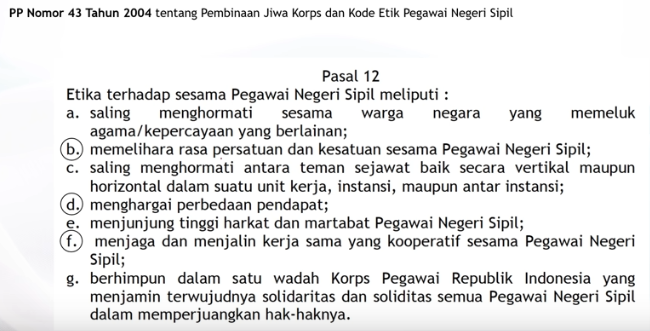 PP Nomor 43 Tahun 2004 tentang Pembinaan Jiwa Korps dan Kode Etik Pegawai Negeri Sipil
Pasal 12
Etika terhadap sesama Pegawai Negeri Sipil meliputi :
a. saling menghormati sesama warga negara yang memeluk
agama/kepercayaan yang berlainan;
b. memelihara rasa persatuan dan kesatuan sesama Pegawai Negeri Sipil;
c. saling menghormati antara teman sejawat baik secara vertikal maupun
horizontal dalam suatu unit kerja, instansi, maupun antar instansi;
d. menghargai perbedaan pendapat;
e. menjunjung tinggi harkat dan martabat Pegawai Negeri Sipil;
f. menjaga dan menjalin kerja sama yang kooperatif sesama Pegawai Negeri
Sipil;
g. berhimpun dalam satu wadah Korps Pegawai Republik Indonesia yang
menjamin terwujudnya solidaritas dan soliditas semua Pegawai Negeri Sipil
dalam memperjuangkan hak-haknya.